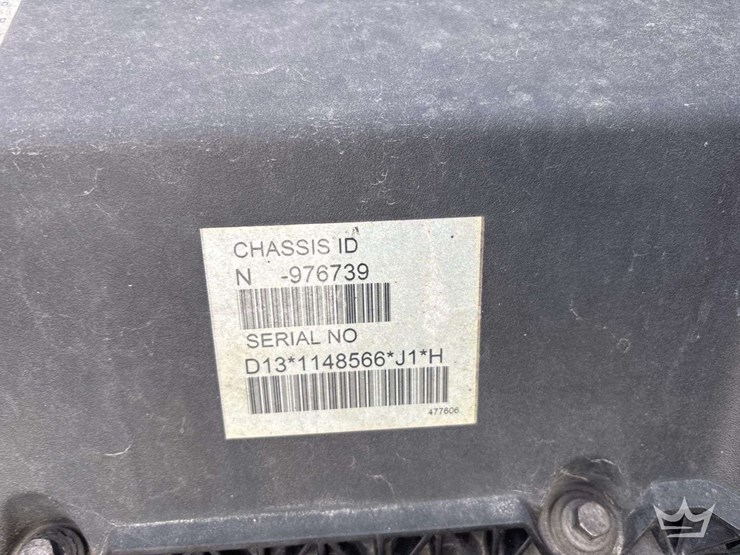 CHASSIS ID
N -976739
SERIAL NO
D13*1148566*J1*H
477606